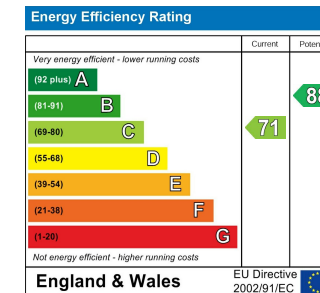 Energy Efficiency Rating
Current
Very energy efficient - lower running costs
(92 plus) A
(81-91) B
(69-80) C
(55-68) D
(39-54) E
(21-38) F
(1-20) G
71
Not energy efficient - higher running costs
England & Wales
EU Directive
2002/91/EC